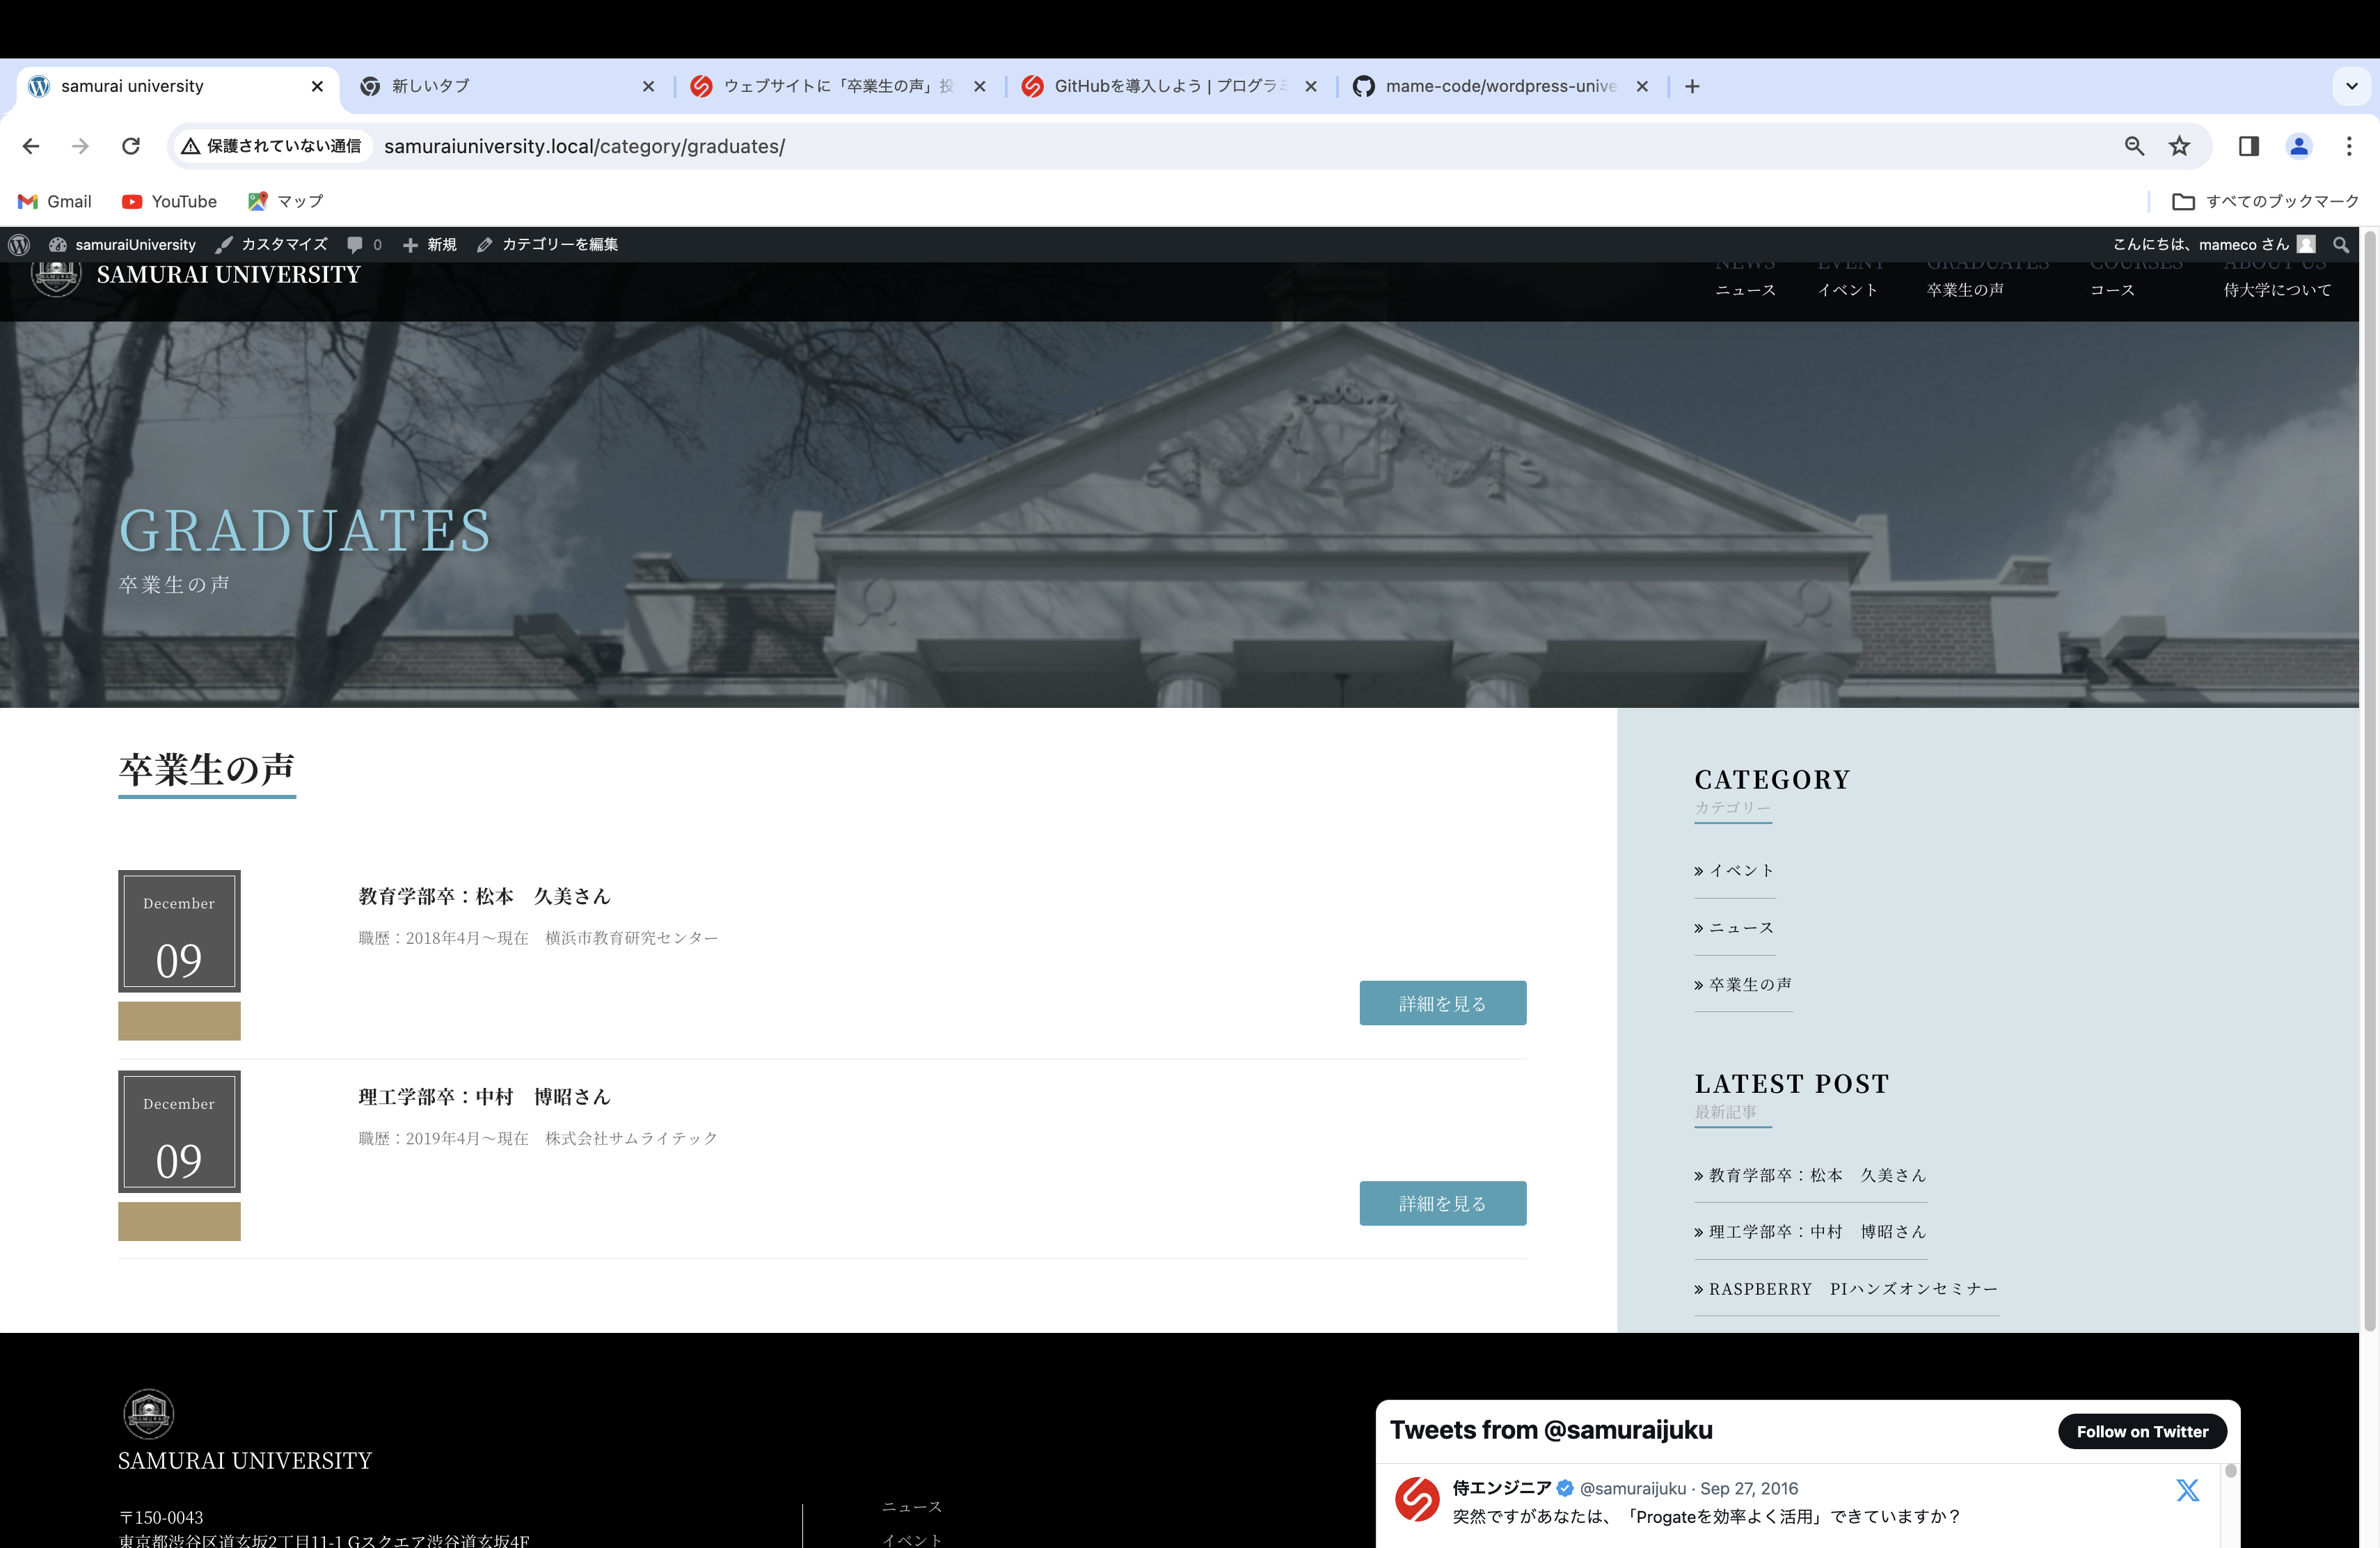 samurai university
新しいタブ
ウェブサイトに「卒業生の声」投
GitHubを導入しよう | プログラミ
mame-code/wordpress-unive
保護されていない通信
samuraiuniversity.local/category/graduates/
Gmail
YouTube
マップ
すべてのブックマーク
samuraiUniversity
カスタマイズ
0
新規
カテゴリーを編集
こんにちは、mameco さん
SAMURAI UNIVERSITY
NEWS
EVENT
GRADUATES
COURSES
ABOUT US
ニュース
イベント
卒業生の声
コース
侍大学について
GRADUATES
卒業生の声
卒業生の声
December
09
教育学部卒：松本　久美さん
職歴：2018年4月〜現在　横浜市教育研究センター
詳細を見る
December
09
理工学部卒：中村　博昭さん
職歴：2019年4月〜現在　株式会社サムライテック
詳細を見る
CATEGORY
カテゴリー
» イベント
» ニュース
» 卒業生の声
LATEST POST
最新記事
» 教育学部卒：松本　久美さん
» 理工学部卒：中村　博昭さん
» RASPBERRY　PIハンズオンセミナー
SAMURAI UNIVERSITY
〒150-0043
東京都渋谷区道玄坂2丁目11-1 Gスクエア渋谷道玄坂4F
ニュース
イベント
Tweets from @samuraijuku
Follow on Twitter
侍エンジニア @samuraijuku · Sep 27, 2016
突然ですがあなたは、「Progateを効率よく活用」できていますか？